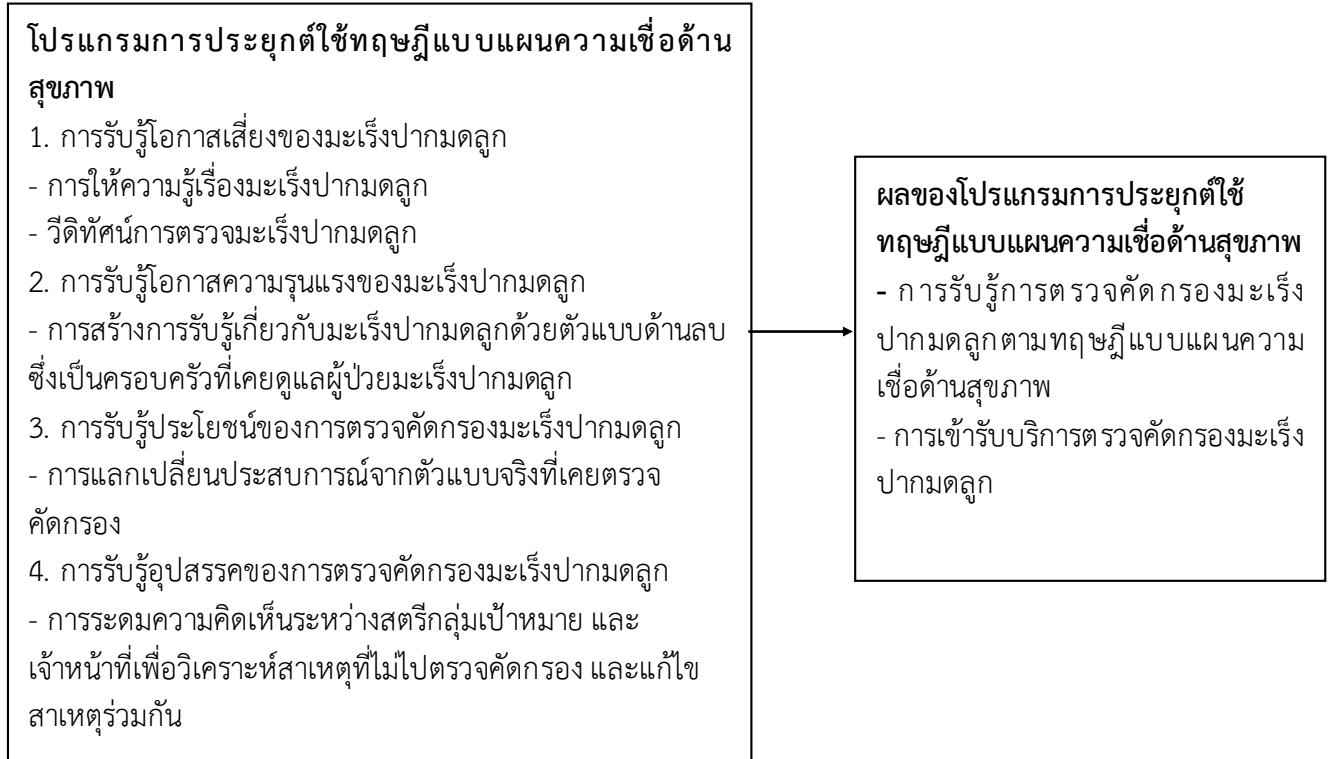 โปรแกรมการประยุกต์ใช้ทฤษฎีแบบแผนความเชื่อด้าน
สุขภาพ
1. การรับรู้โอกาสเสี่ยงของมะเร็งปากมดลูก
- การให้ความรู้เรื่องมะเร็งปากมดลูก
- วีดิทัศน์การตรวจมะเร็งปากมดลูก
2. การรับรู้โอกาสความรุนแรงของมะเร็งปากมดลูก
- การสร้างการรับรู้เกี่ยวกับมะเร็งปากมดลูกด้วยตัวแบบด้านลบ
ซึ่งเป็นครอบครัวที่เคยดูแลผู้ป่วยมะเร็งปากมดลูก
3. การรับรู้ประโยชน์ของการตรวจคัดกรองมะเร็งปากมดลูก
- การแลกเปลี่ยนประสบการณ์จากตัวแบบจริงที่เคยตรวจ
คัดกรอง
4. การรับรู้อุปสรรคของการตรวจคัดกรองมะเร็งปากมดลูก
- การระดมความคิดเห็นระหว่างสตรีกลุ่มเป้าหมาย และ
เจ้าหน้าที่เพื่อวิเคราะห์สาเหตุที่ไม่ไปตรวจคัดกรอง และแก้ไข
สาเหตุร่วมกัน
ผลของโปรแกรมการประยุกต์ใช้
ทฤษฎีแบบแผนความเชื่อด้านสุขภาพ
- การรับรู้การตรวจคัดกรองมะเร็ง
ปากมดลูกตามทฤษฎีแบบแผนความ
เชื่อด้านสุขภาพ
- การเข้ารับบริการตรวจคัดกรองมะเร็ง
ปากมดลูก